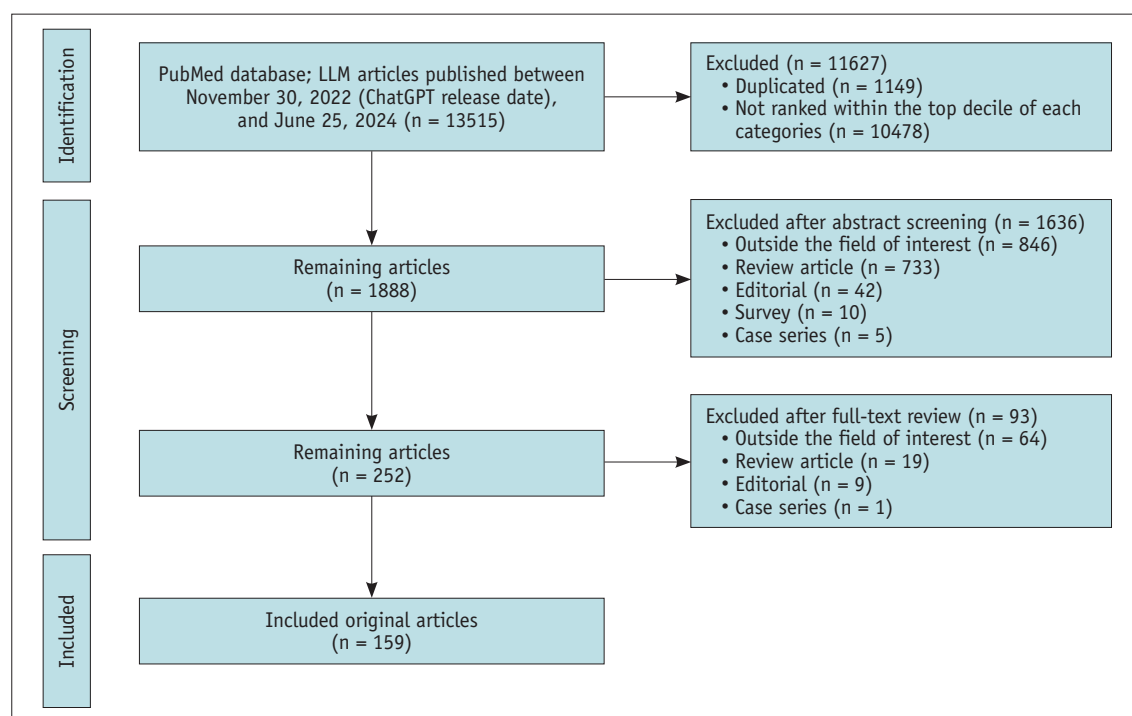 Identification
PubMed database; LLM articles published between
November 30, 2022 (ChatGPT release date),
and June 25, 2024 (n = 13515)
Excluded (n = 11627)
• Duplicated (n = 1149)
• Not ranked within the top decile of each
categories (n = 10478)
Screening
Remaining articles
(n = 1888)
Excluded after abstract screening (n = 1636)
• Outside the field of interest (n = 846)
• Review article (n = 733)
• Editorial (n = 42)
• Survey (n = 10)
• Case series (n = 5)
Remaining articles
(n = 252)
Excluded after full-text review (n = 93)
• Outside the field of interest (n = 64)
• Review article (n = 19)
• Editorial (n = 9)
• Case series (n = 1)
Included
Included original articles
(n = 159)